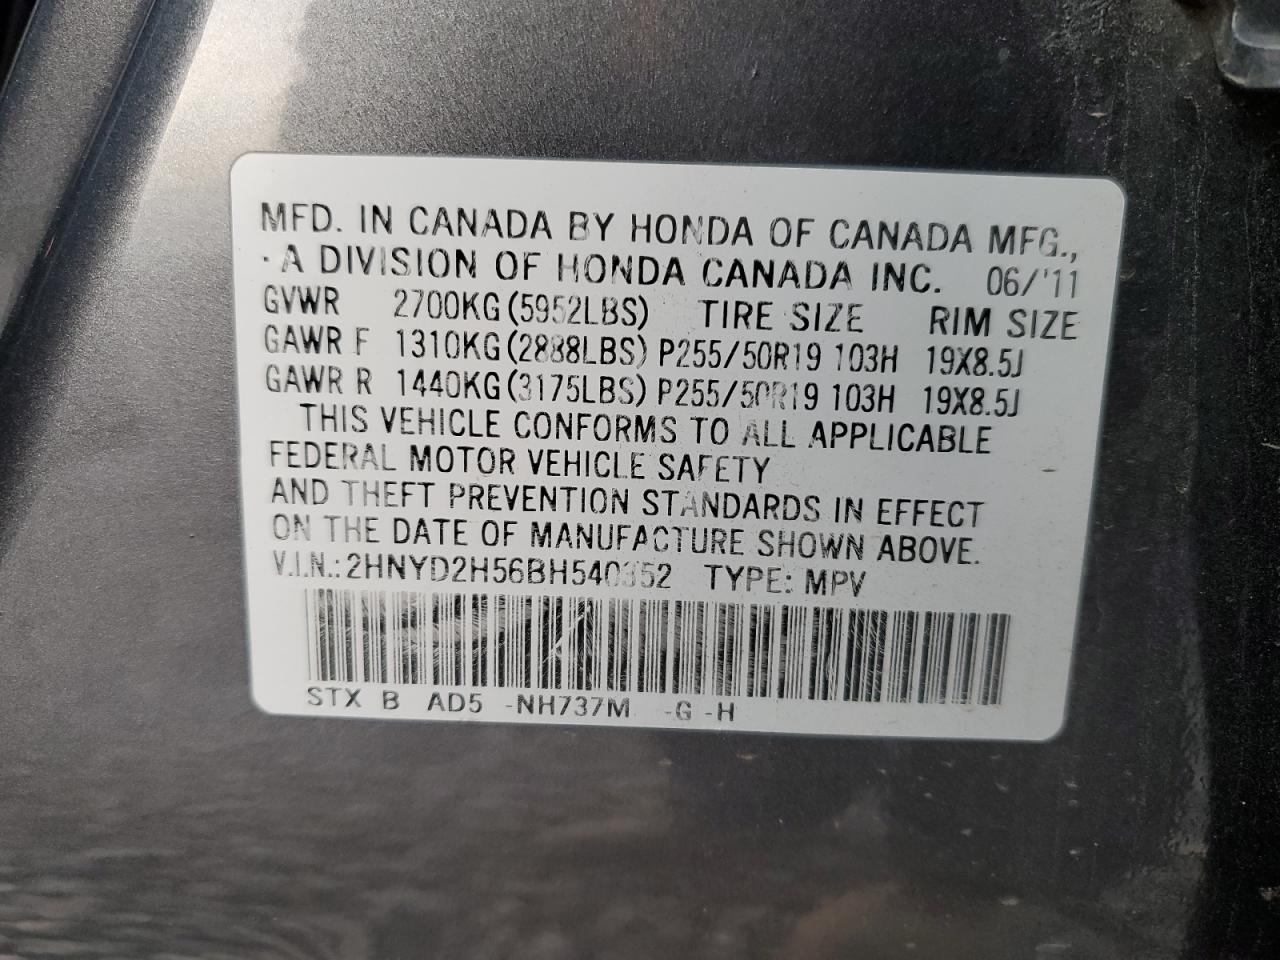 MFD. IN CANADA BY HONDA OF CANADA MFG.,
· A DIVISION OF HONDA CANADA INC. 06/'11
GVWR 2700KG(5952LBS) TIRE SIZE RIM SIZE
GAWR F 1310KG(2888LBS) P255/50R19 103H 19X8.5J
GAWR R 1440KG(3175LBS) P255/50R19 103H 19X8.5J
THIS VEHICLE CONFORMS TO ALL APPLICABLE
FEDERAL MOTOR VEHICLE SAFETY
AND THEFT PREVENTION STANDARDS IN EFFECT
ON THE DATE OF MANUFACTURE SHOWN ABOVE.
V.I.N.: 2HNYD2H56BH540352 TYPE: MPV
STX B AD5 -NH737M -G -H